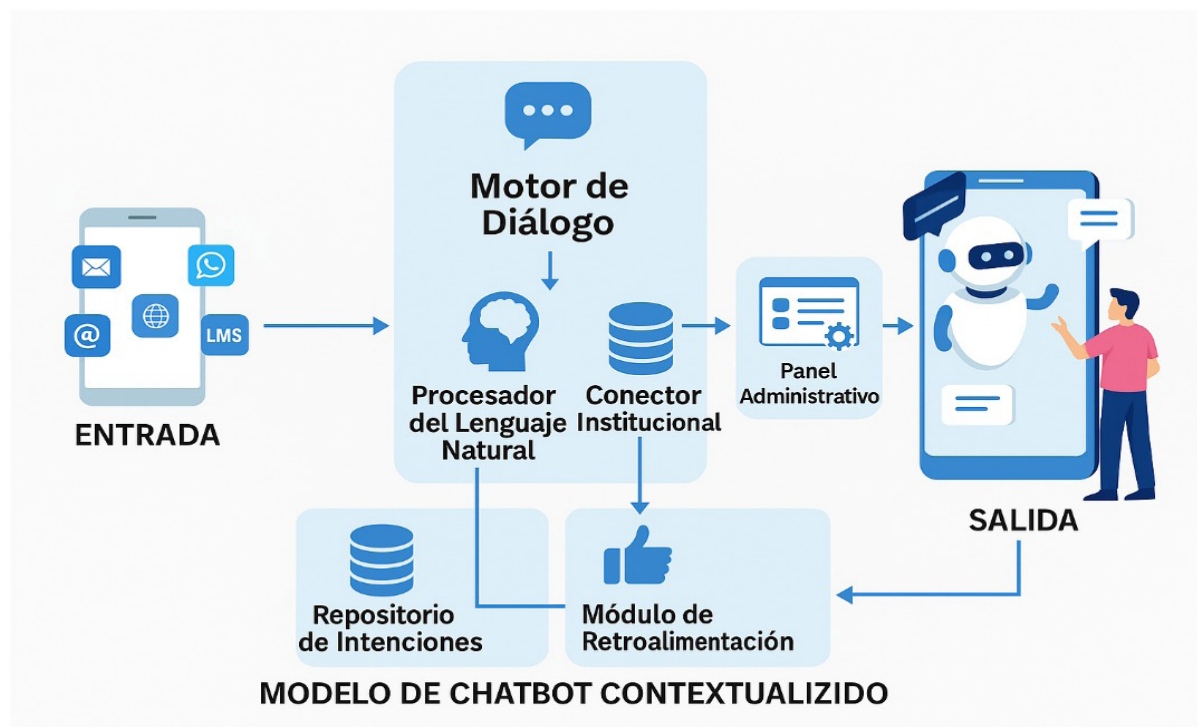 Motor de
Diálogo
@
LMS
ENTRADA
Procesador
del Lenguaje
Natural
Conector
Institucional
Panel
Administrativo
SALIDA
Repositorio
de Intenciones
Módulo de
Retroalimentación
MODELO DE CHATBOT CONTEXTUALIZIDO